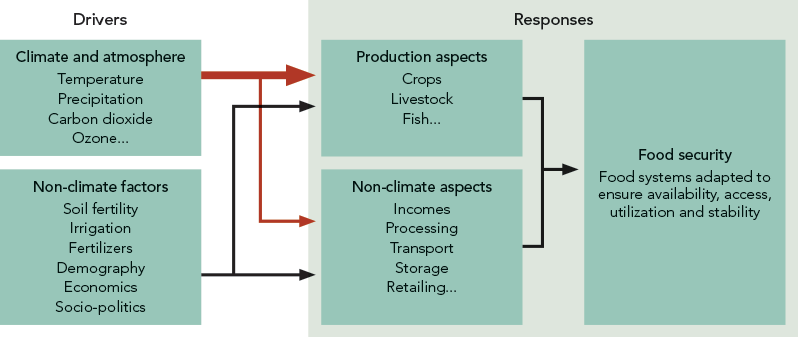 Drivers
Responses
Climate and atmosphere
Temperature
Precipitation
Carbon dioxide
Ozone...
Non-climate factors
Soil fertility
Irrigation
Fertilizers
Demography
Economics
Socio-politics
Production aspects
Crops
Livestock
Fish...
Non-climate aspects
Incomes
Processing
Transport
Storage
Retailing...
Food security
Food systems adapted to
ensure availability, access,
utilization and stability